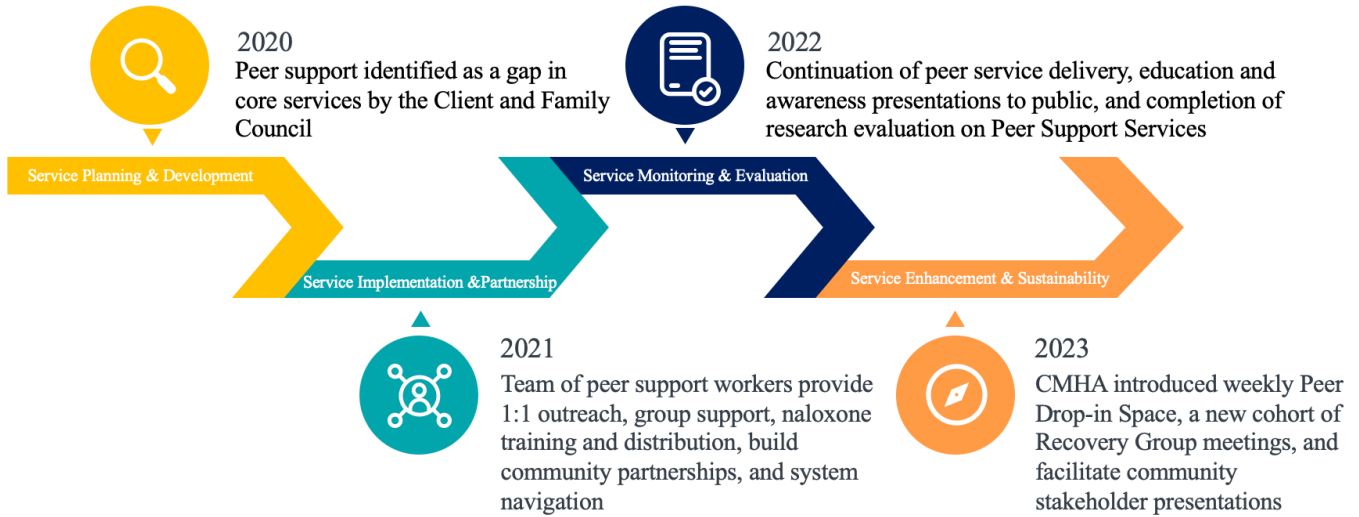 2020
Peer support identified as a gap in
core services by the Client and Family
Council
2022
Continuation of peer service delivery, education and
awareness presentations to public, and completion of
research evaluation on Peer Support Services
Service Planning & Development
Service Monitoring & Evaluation
Service Implementation &Partnership
Service Enhancement & Sustainability
2021
Team of peer support workers provide
1:1 outreach, group support, naloxone
training and distribution, build
community partnerships, and system
navigation
2023
CMHA introduced weekly Peer
Drop-in Space, a new cohort of
Recovery Group meetings, and
facilitate community
stakeholder presentations